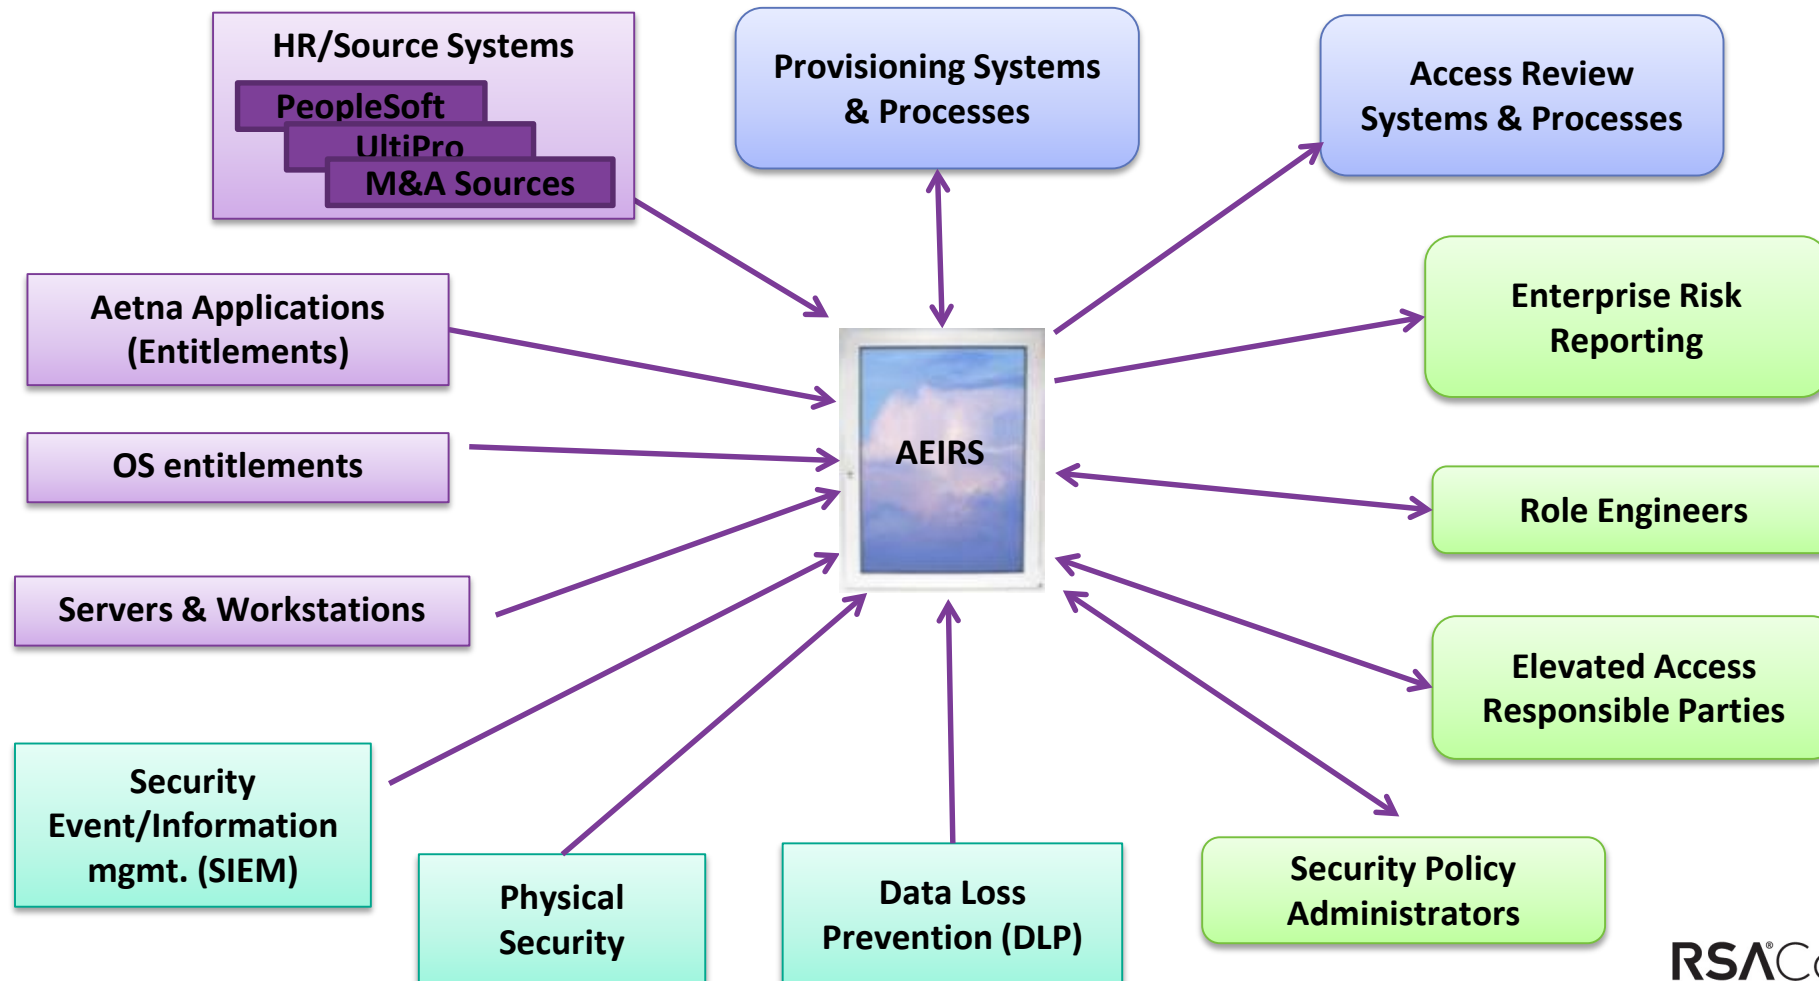 HR/Source Systems
PeopleSoft
UltiPro
M&A Sources
Provisioning Systems
& Processes
Access Review
Systems & Processes
Aetna Applications
(Entitlements)
Enterprise Risk
Reporting
AEIRS
OS entitlements
Role Engineers
Servers & Workstations
Elevated Access
Responsible Parties
Security
Event/Information
mgmt. (SIEM)
Physical
Security
Data Loss
Prevention (DLP)
Security Policy
Administrators
RSA®Co